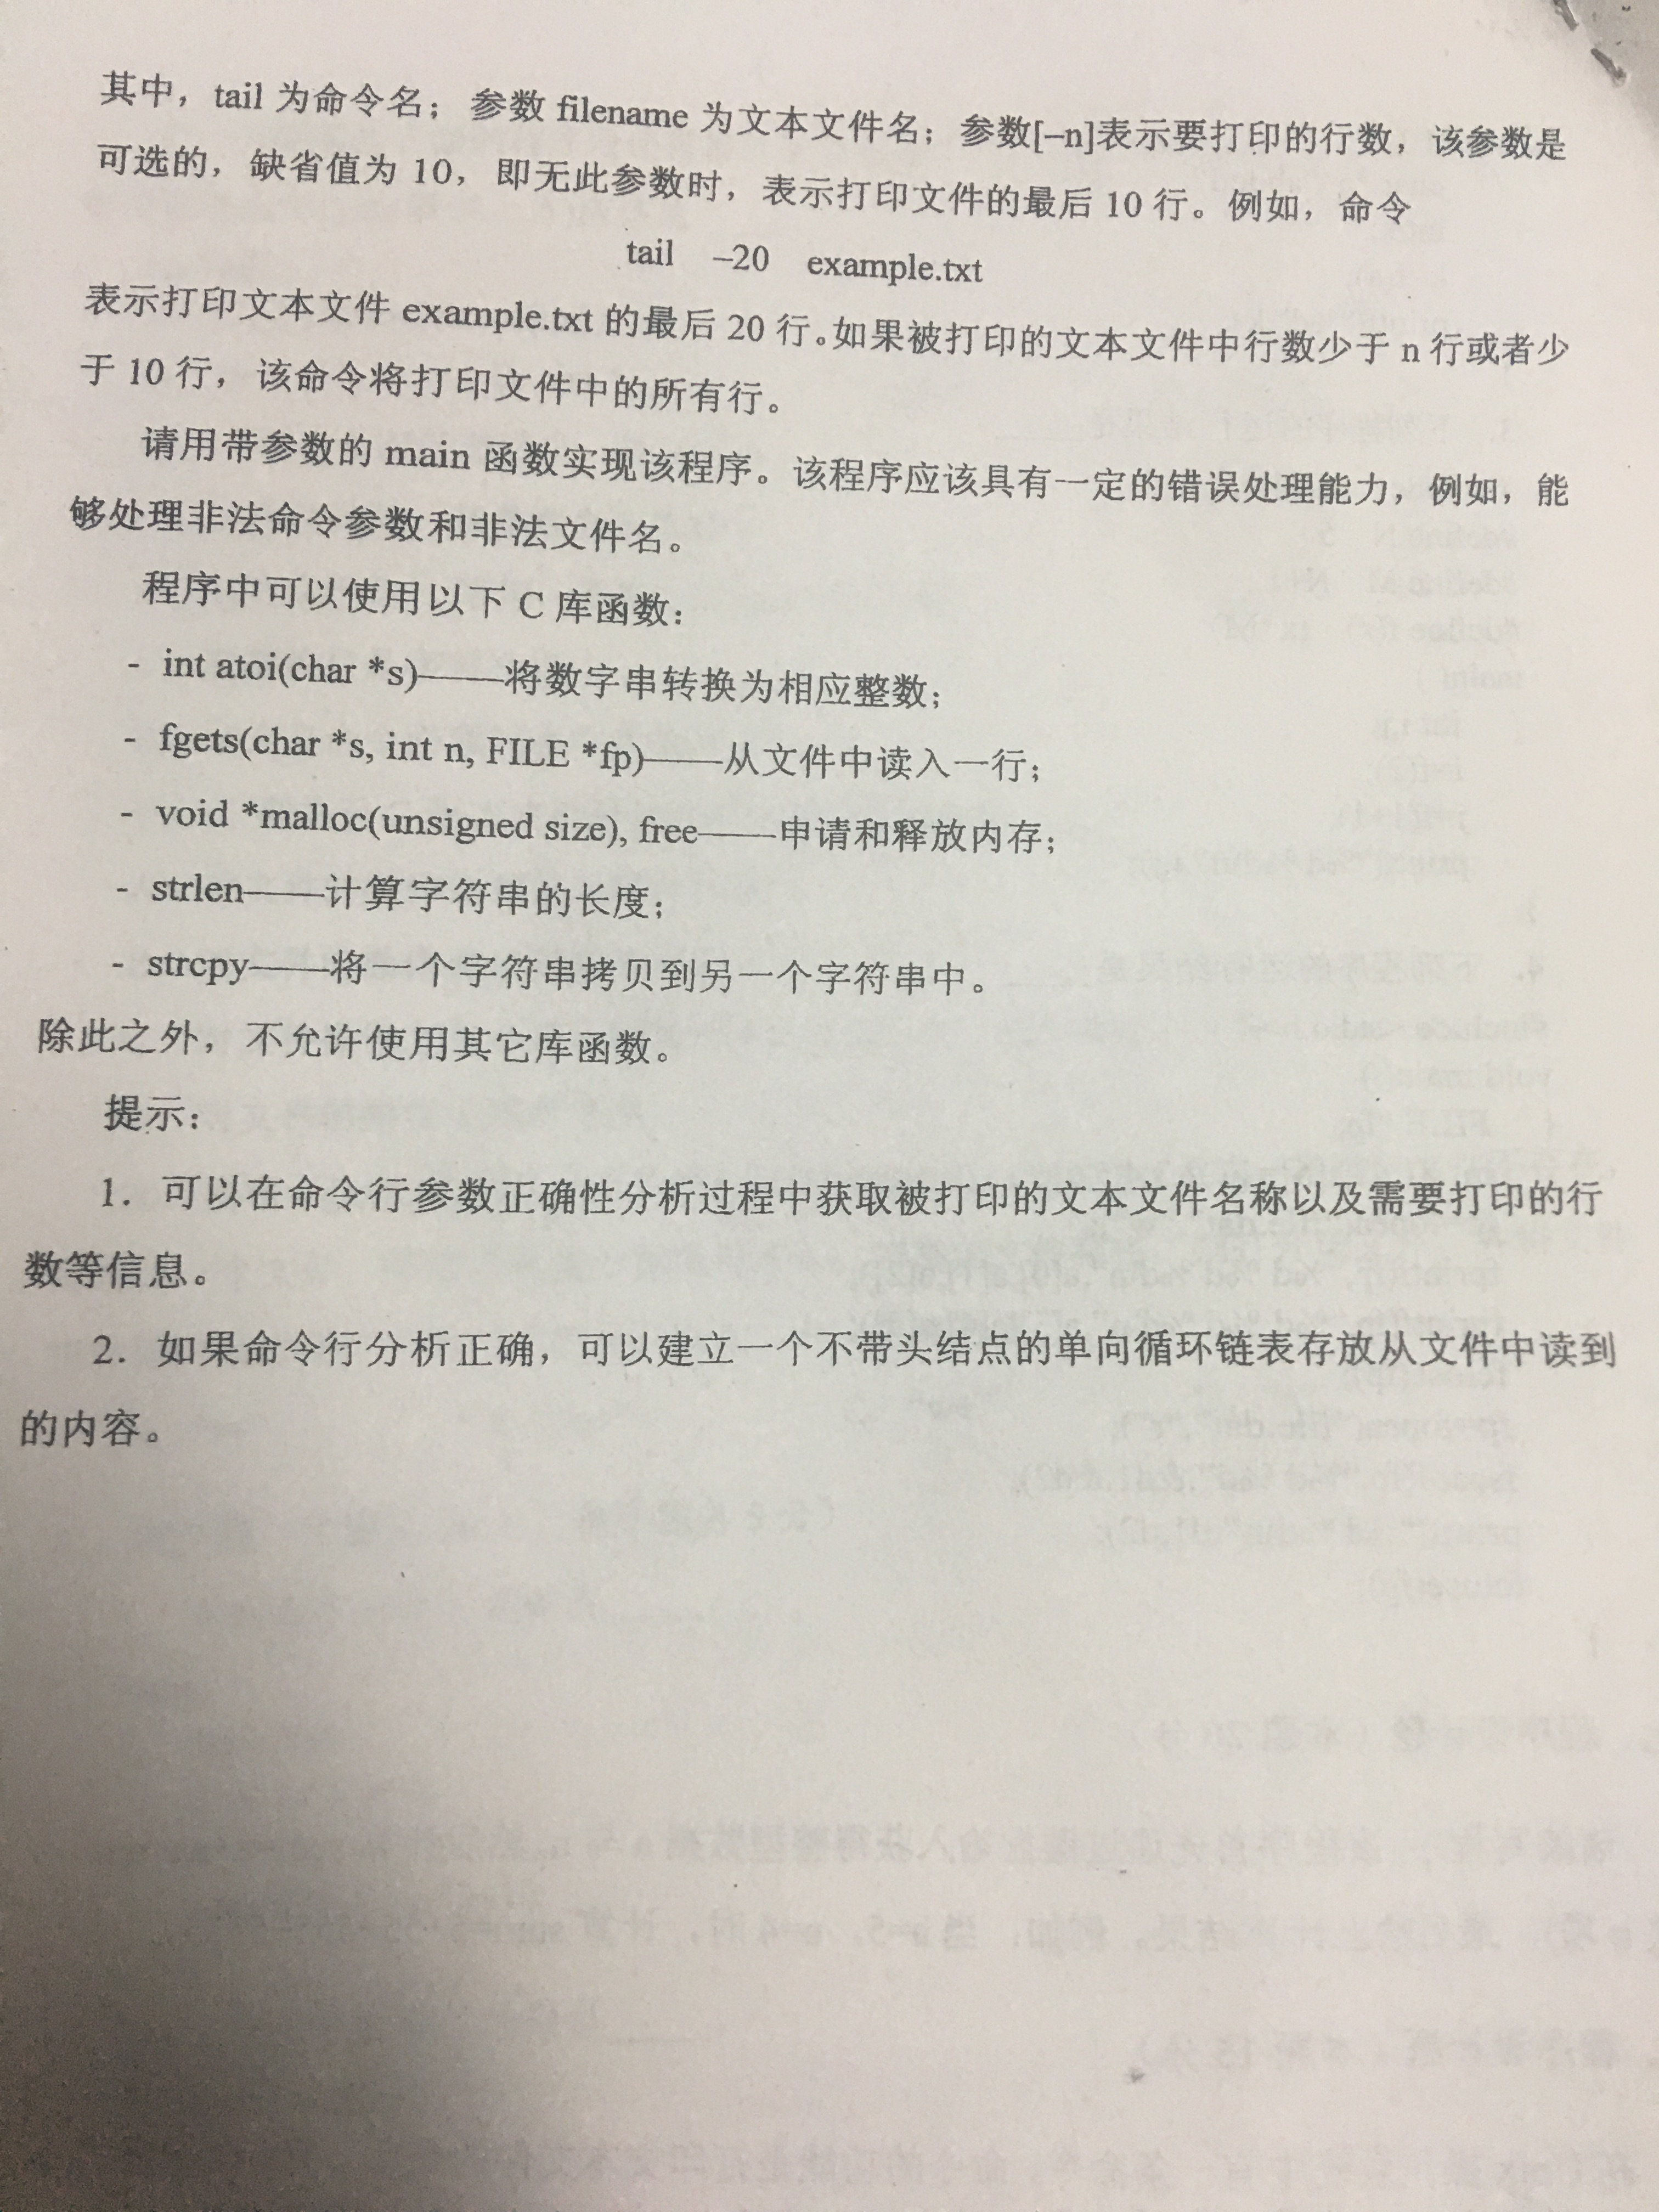 其中，tail 为命令名；参数 filename 为文本文件名；参数[–n]表示要打印的行数，该参数是
可选的，缺省值为 10，即无此参数时，表示打印文件的最后 10 行。例如，命令
tail –20 example.txt
表示打印文本文件 example.txt 的最后 20 行。如果被打印的文本文件中行数少于 n 行或者少
于 10 行，该命令将打印文件中的所有行。
请用带参数的 main 函数实现该程序。该程序应该具有一定的错误处理能力，例如，能
够处理非法命令参数和非法文件名。
程序中可以使用以下 C 库函数：
- int atoi(char *s)——将数字串转换为相应整数；
- fgets(char *s, int n, FILE *fp)——从文件中读入一行；
- void *malloc(unsigned size), free——申请和释放内存；
- strlen——计算字符串的长度；
- strcpy——将一个字符串拷贝到另一个字符串中。
除此之外，不允许使用其它库函数。
提示：
1．可以在命令行参数正确性分析过程中获取被打印的文本文件名称以及需要打印的行
数等信息。
2．如果命令行分析正确，可以建立一个不带头结点的单向循环链表存放从文件中读到
的内容。